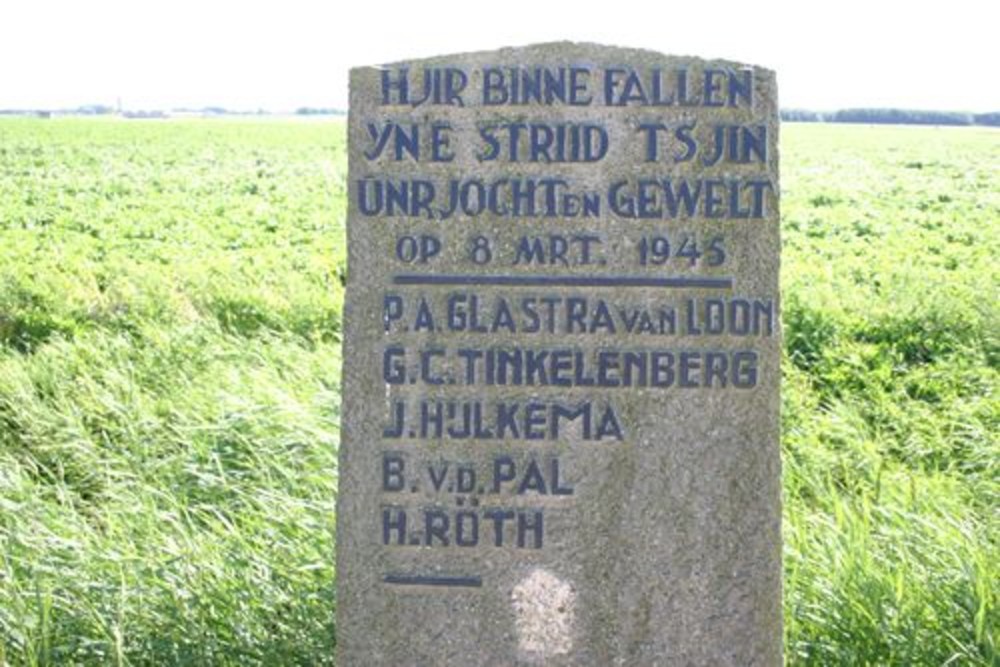 HJIR BINNE FALLEN
YN E STRIID TSJIN
ÛNRJOCHT EN GEWELT
OP 8 MRT. 1945
P.A. GLASTRA VAN LOON
G.C. TINKELENBERG
J. HIJLKEMA
B. V.D. PAL
H. RÖTH